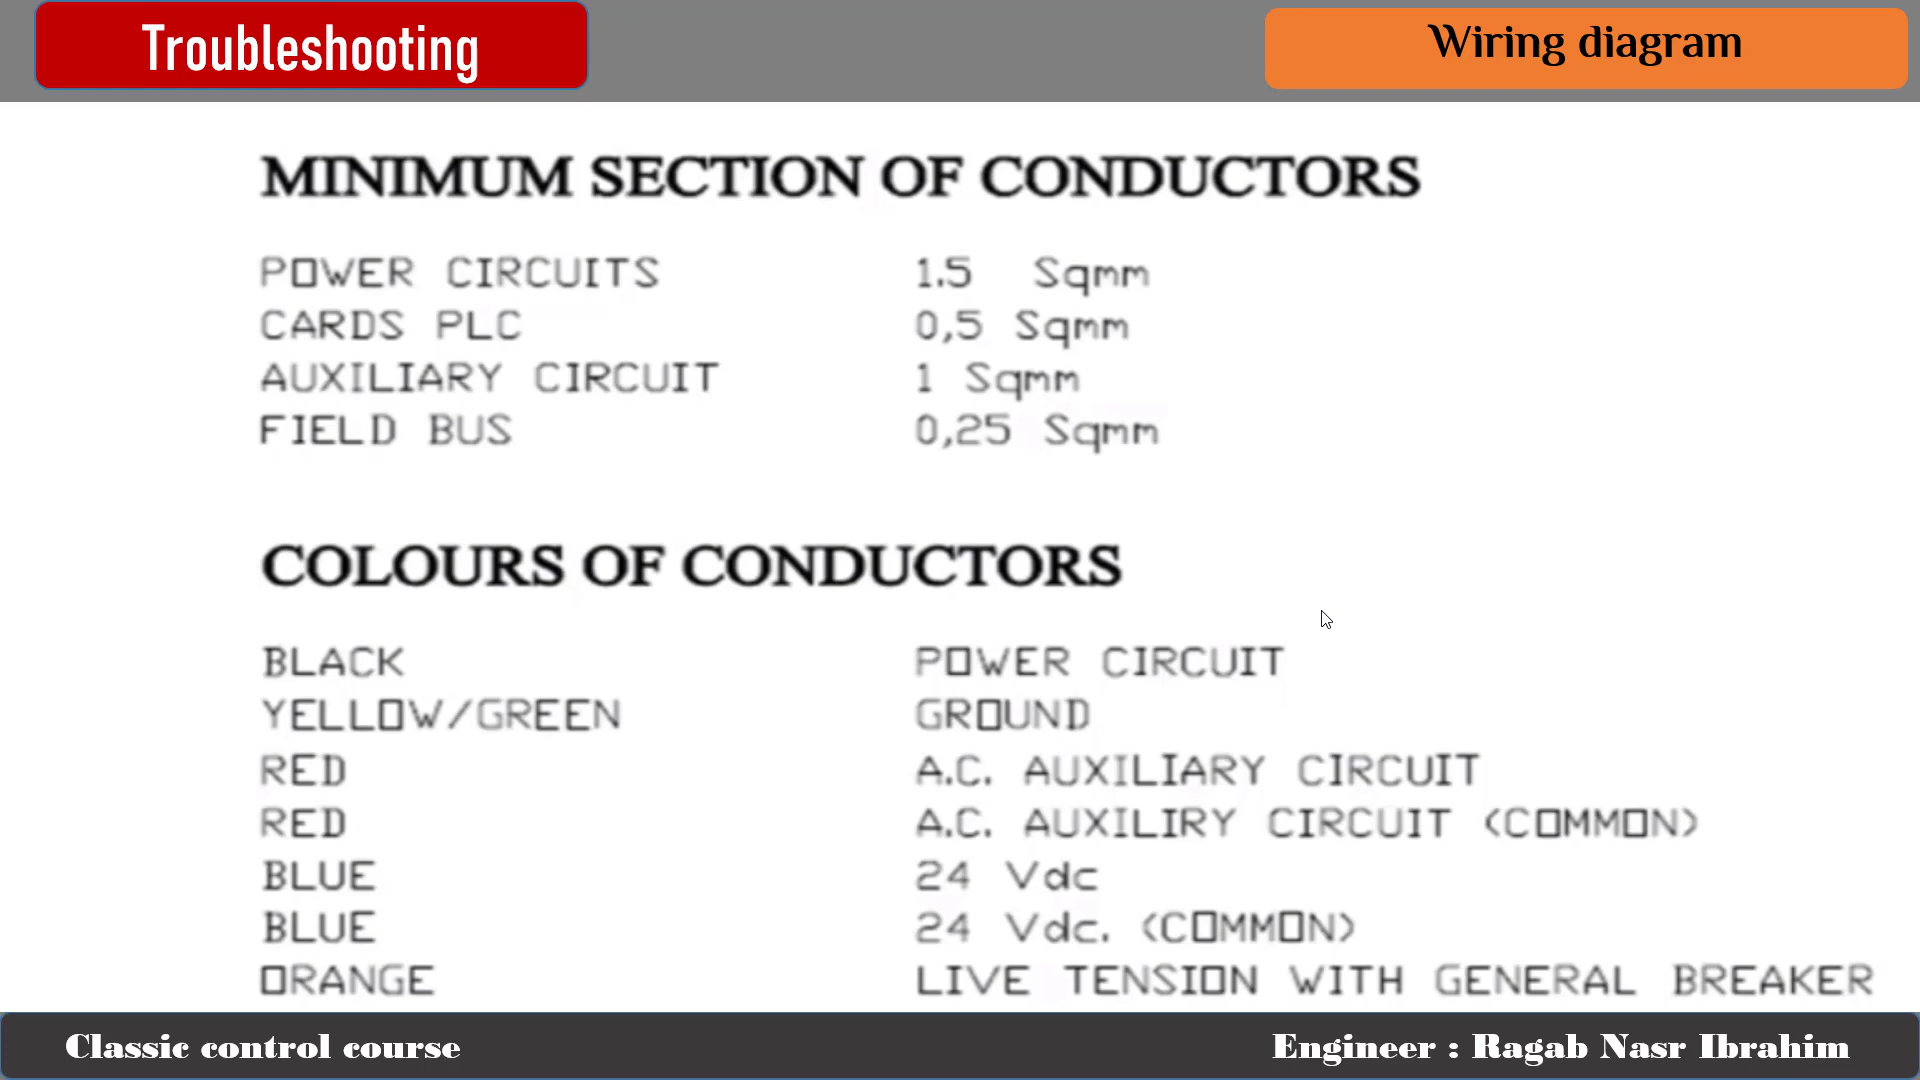 Troubleshooting
Wiring diagram
MINIMUM SECTION OF CONDUCTORS
POWER CIRCUITS 1.5 Sqmm
CARDS PLC 0,5 Sqmm
AUXILIARY CIRCUIT 1 Sqmm
FIELD BUS 0,25 Sqmm
COLOURS OF CONDUCTORS
BLACK POWER CIRCUIT
YELLOW/GREEN GROUND
RED A.C. AUXILIARY CIRCUIT
RED A.C. AUXILIRY CIRCUIT (COMMON)
BLUE 24 Vdc
BLUE 24 Vdc. (COMMON)
ORANGE LIVE TENSION WITH GENERAL BREAKER
Classic control course
Engineer : Ragab Nasr Ibrahim